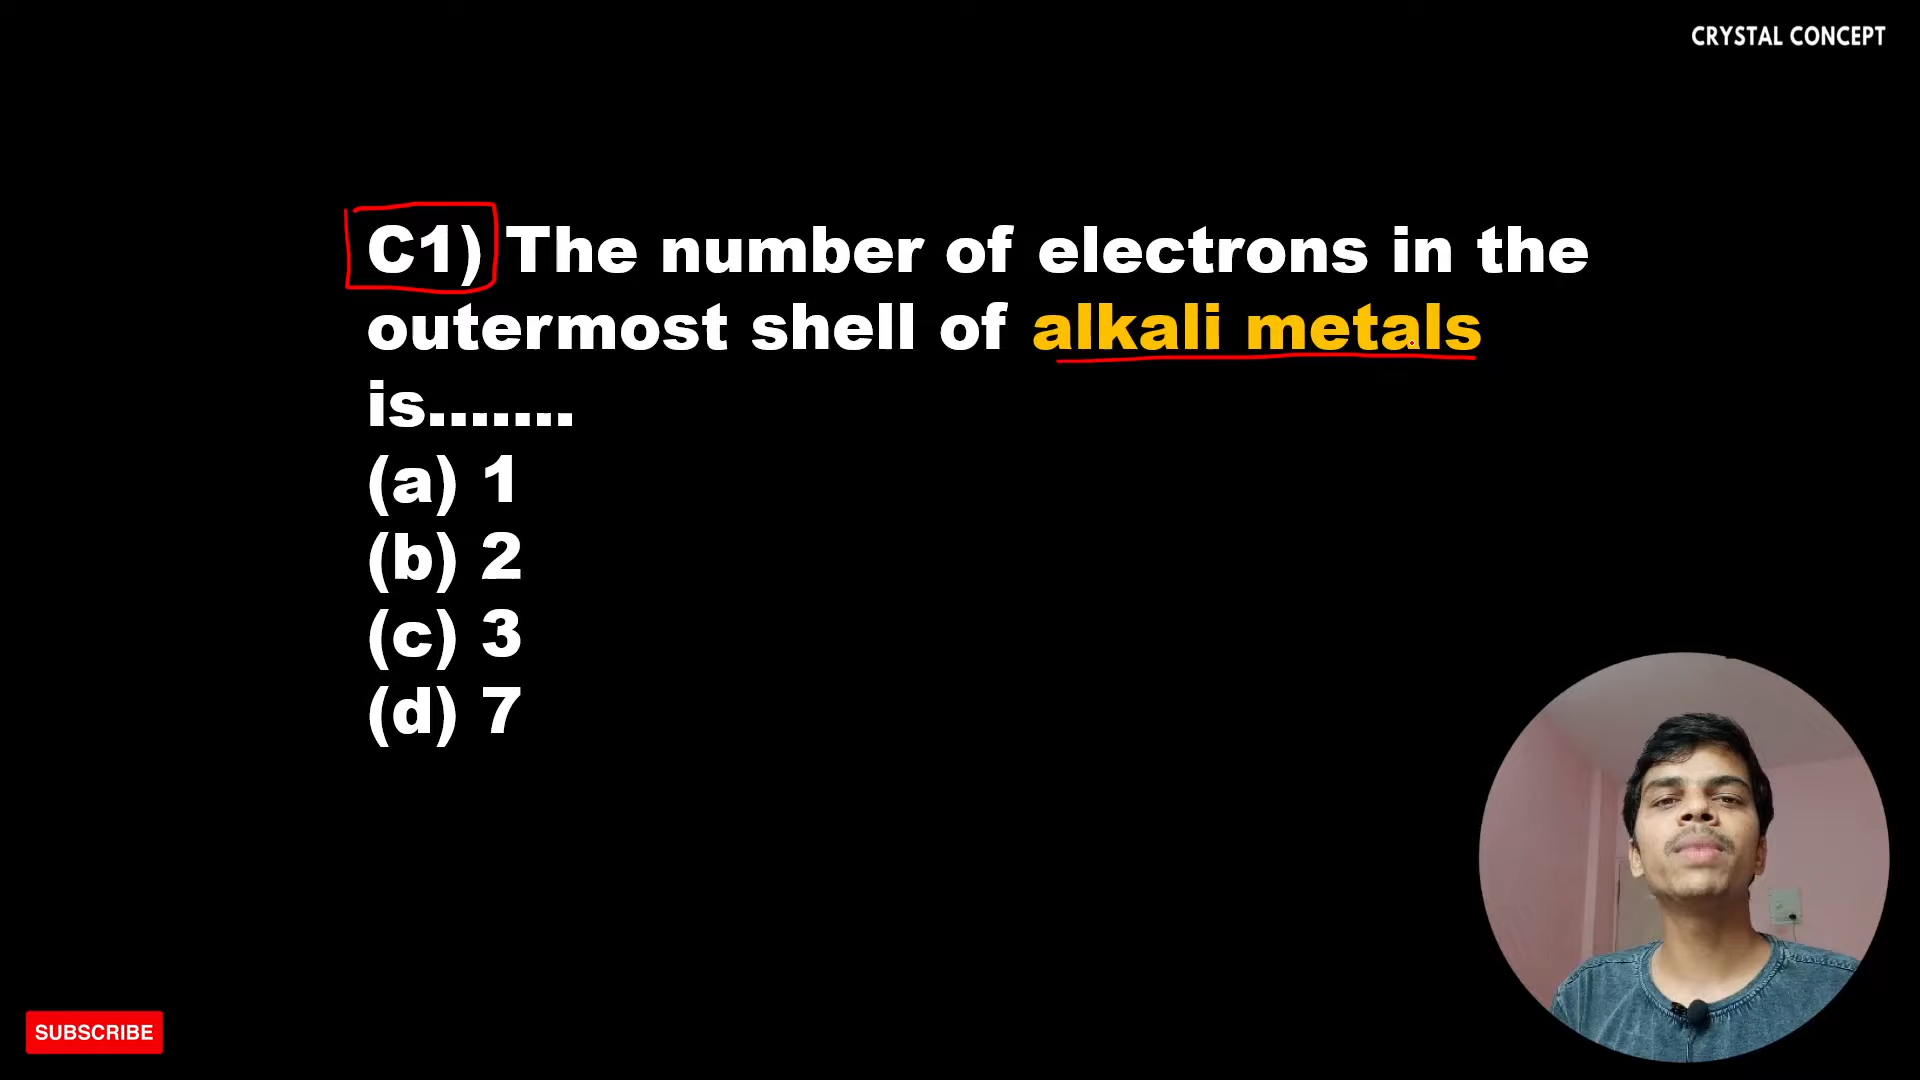 CRYSTAL CONCEPT
C1) The number of electrons in the
outermost shell of alkali metals
is.......
(a) 1
(b) 2
(c) 3
(d) 7
SUBSCRIBE